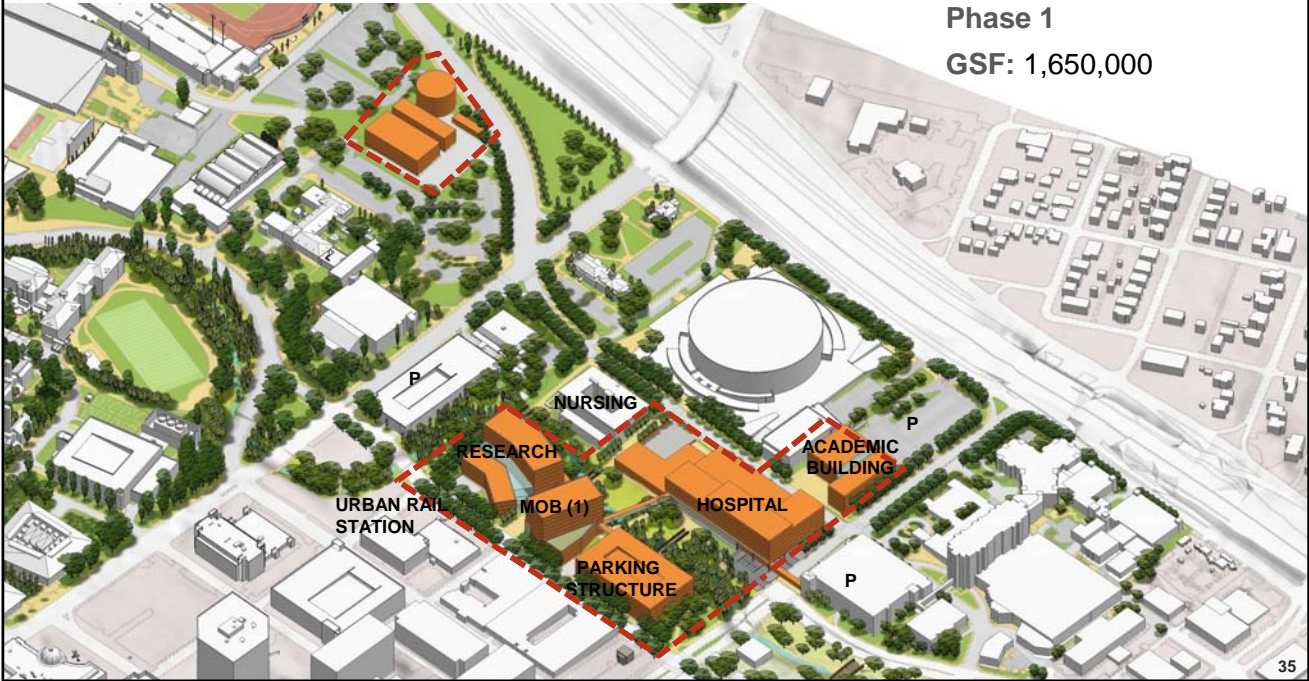 Phase 1
GSF: 1,650,000
P
NURSING
P
RESEARCH
ACADEMIC
BUILDING
URBAN RAIL
STATION
MOB (1)
HOSPITAL
PARKING
STRUCTURE
P
35